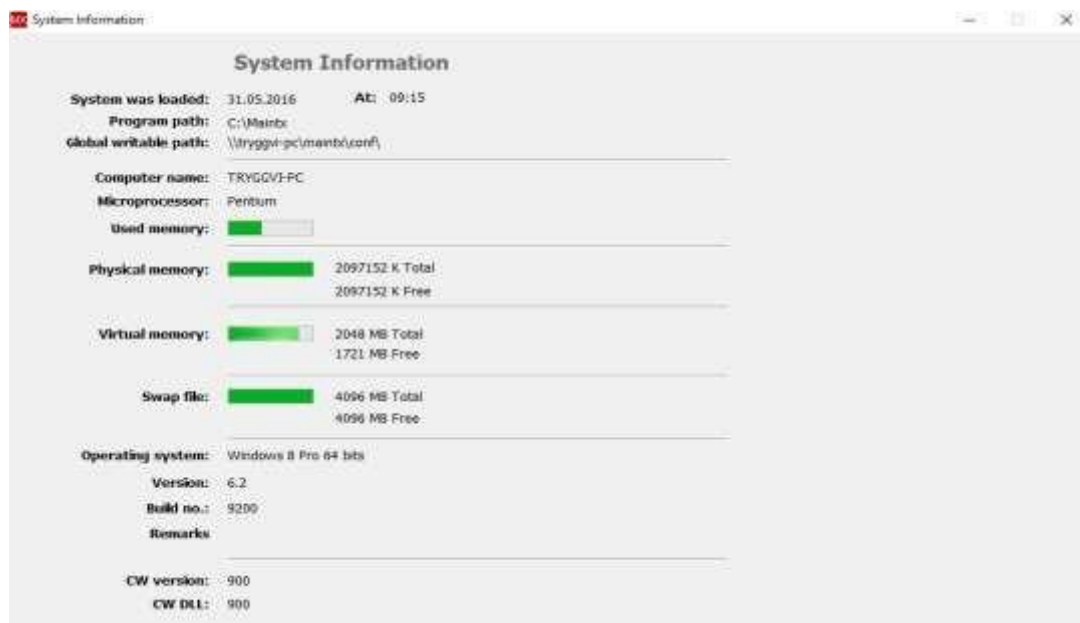 System Information
System Information
System was loaded: 31.05.2016 At: 09:15
Program path: C:\Maintx
Global writable path: \\tryggvi-pc\maintx\conf\
Computer name: TRYGGVI-PC
Microprocessor: Pentium
Used memory:
Physical memory: 2097152 K Total
2097152 K Free
Virtual memory: 2048 MB Total
1721 MB Free
Swap file: 4096 MB Total
4096 MB Free
Operating system: Windows 8 Pro 64 bits
Version: 6.2
Build no.: 9200
Remarks
CW version: 900
CW DLL: 900